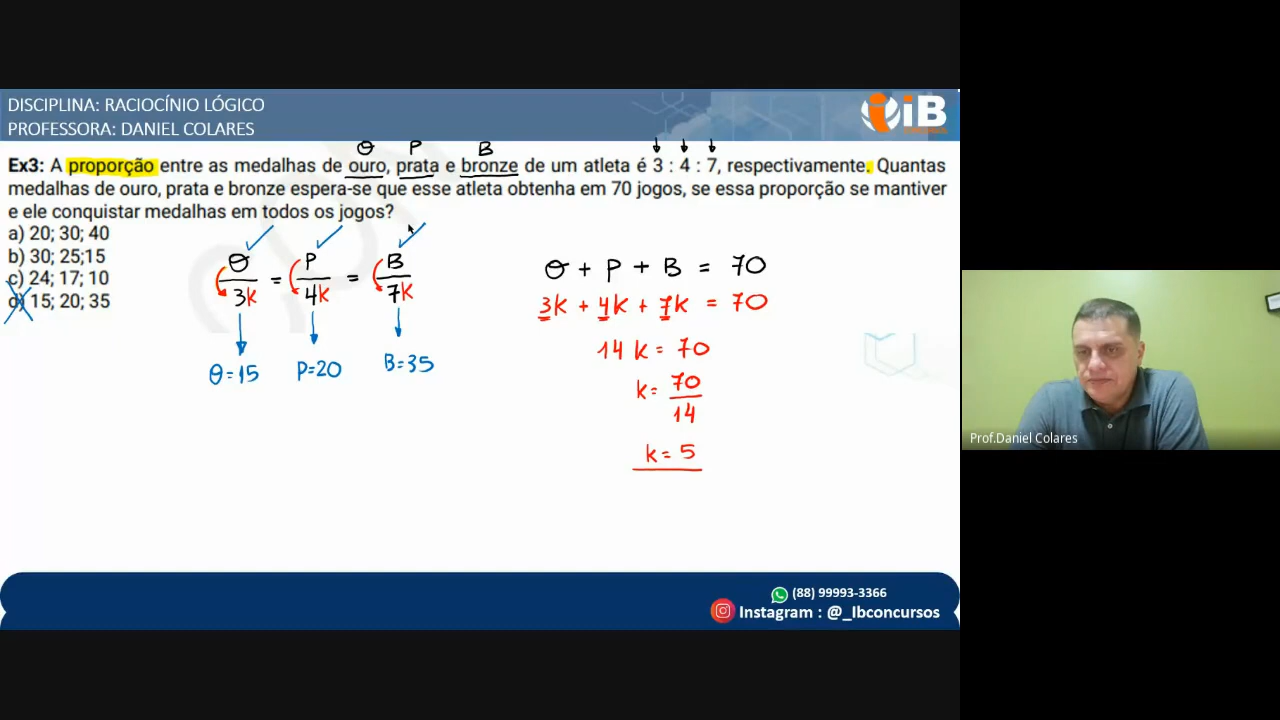 DISCIPLINA: RACIOCÍNIO LÓGICO
PROFESSORA: DANIEL COLARES
iB
O P B
Ex3: A proporção entre as medalhas de ouro, prata e bronze de um atleta é 3 : 4 : 7, respectivamente. Quantas
medalhas de ouro, prata e bronze espera-se que esse atleta obtenha em 70 jogos, se essa proporção se mantiver
e ele conquistar medalhas em todos os jogos?
a) 20; 30; 40
b) 30; 25;15
c) 24; 17; 10
d) 15; 20; 35
O/3k = P/4k = B/7k
O=15 P=20 B=35
O + P + B = 70
3k + 4k + 7k = 70
14 k = 70
k = 70/14
k = 5
Prof.Daniel Colares
(88) 99993-3366
Instagram : @_Ibconcursos